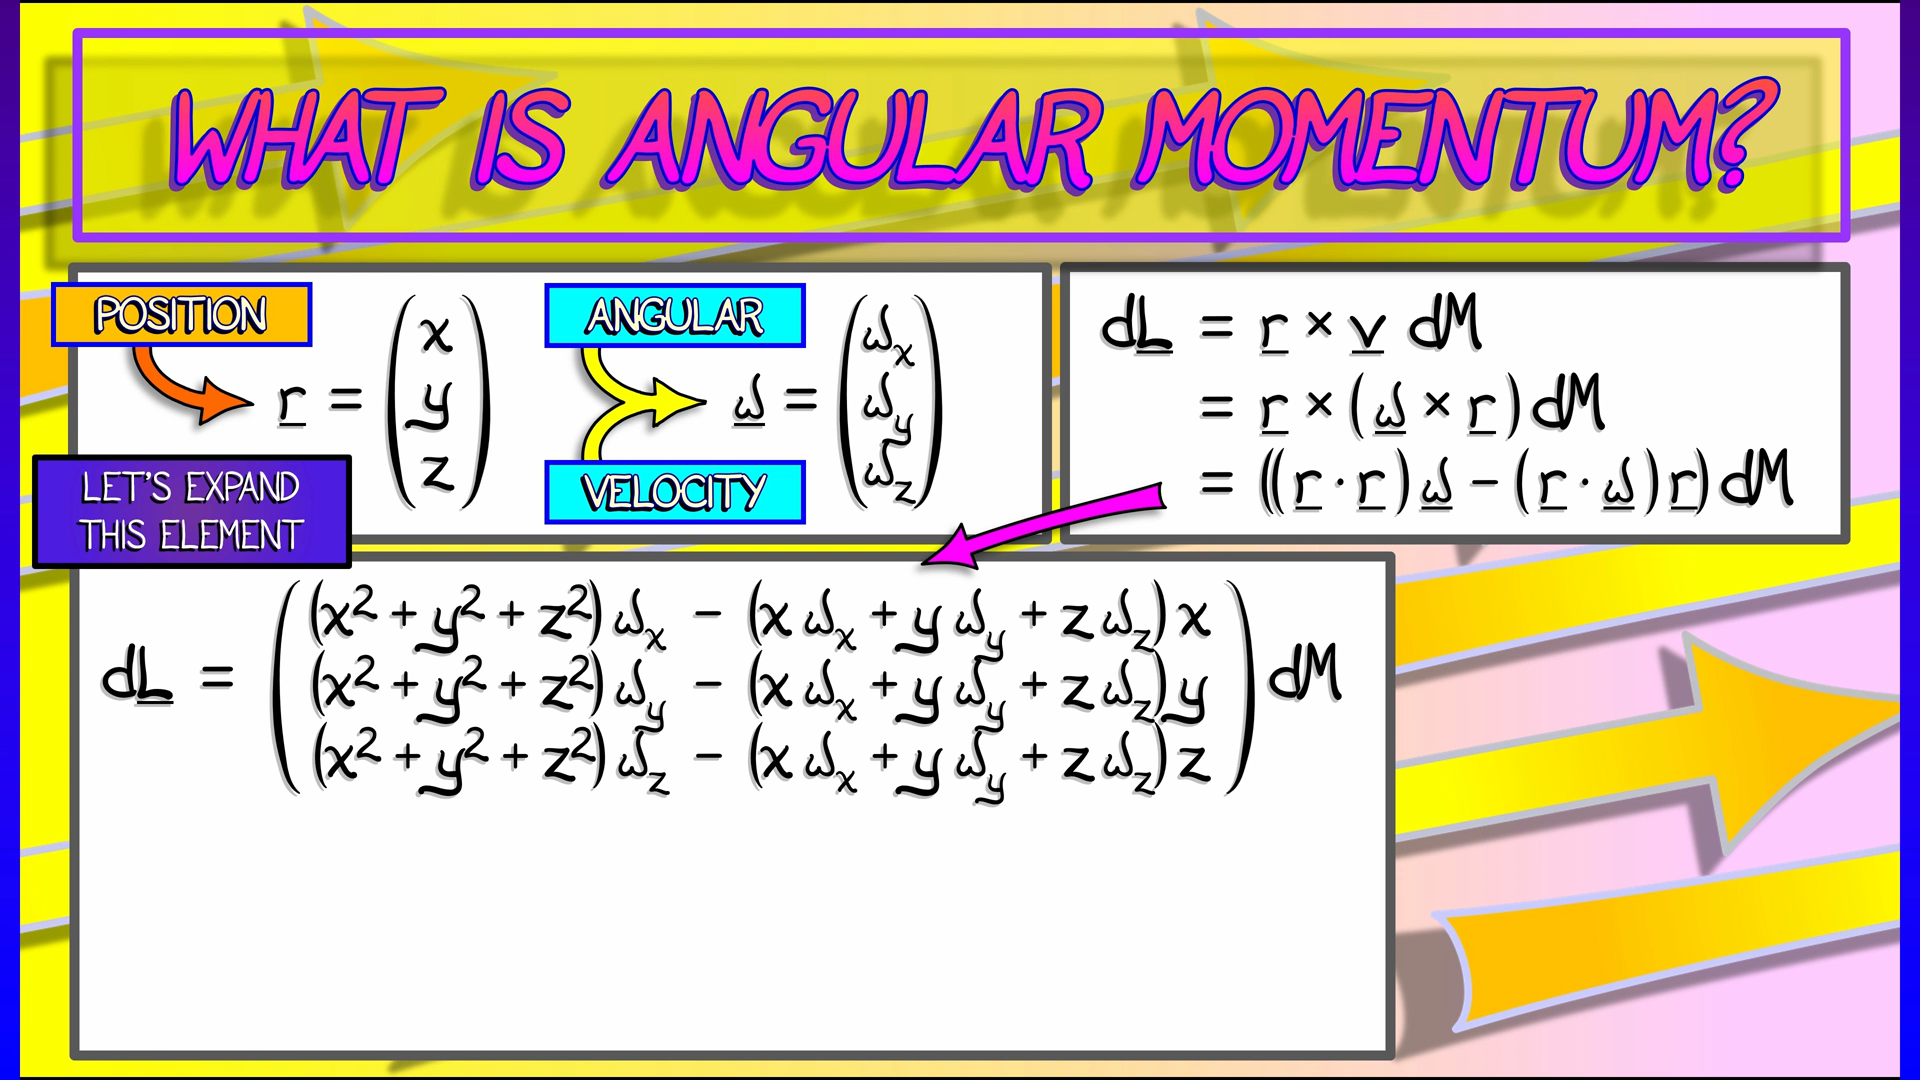 WHAT IS ANGULAR MOMENTUM?
POSITION
r = (x y z)
ANGULAR
VELOCITY
ω = (ωx ωy ωz)
dL = r × v dM
= r × (ω × r) dM
= ((r · r) ω − (r · ω) r) dM
LET'S EXPAND
THIS ELEMENT
dL =
(x² + y² + z²) ωx − (x ωx + y ωy + z ωz) x
(x² + y² + z²) ωy − (x ωx + y ωy + z ωz) y
(x² + y² + z²) ωz − (x ωx + y ωy + z ωz) z
dM